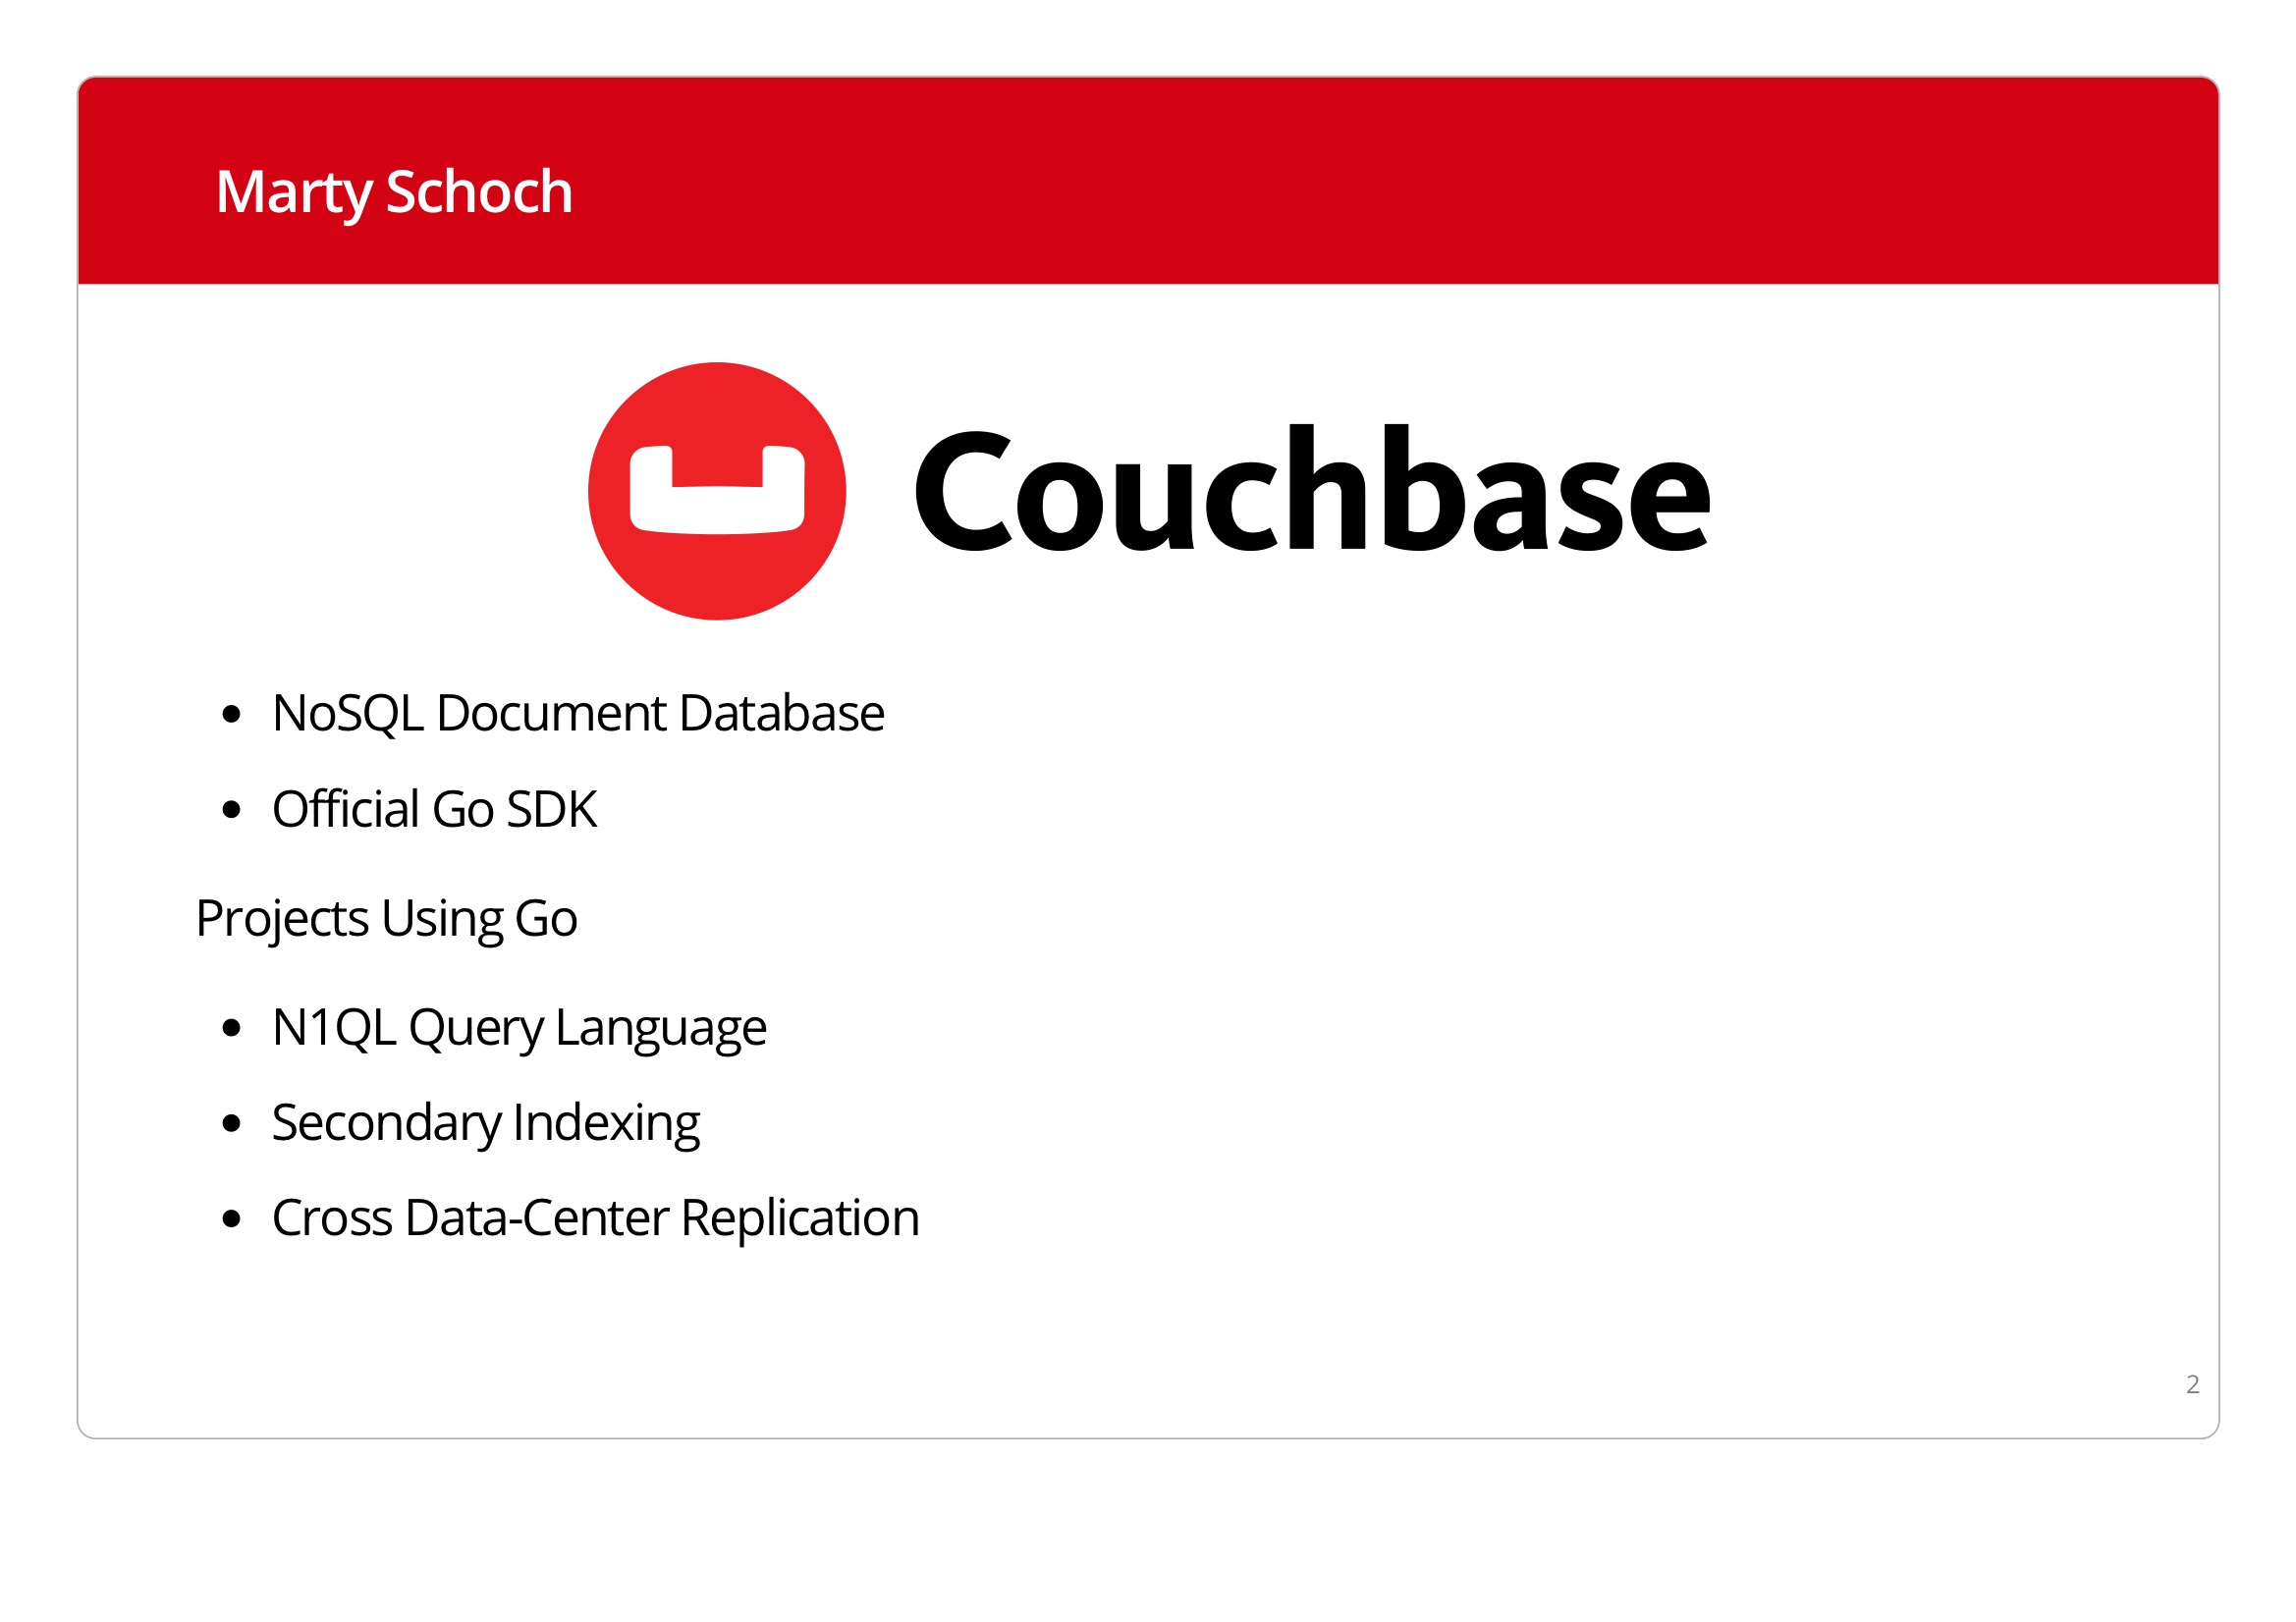 Marty Schoch
Couchbase
NoSQL Document Database
Official Go SDK
Projects Using Go
N1QL Query Language
Secondary Indexing
Cross Data-Center Replication
2